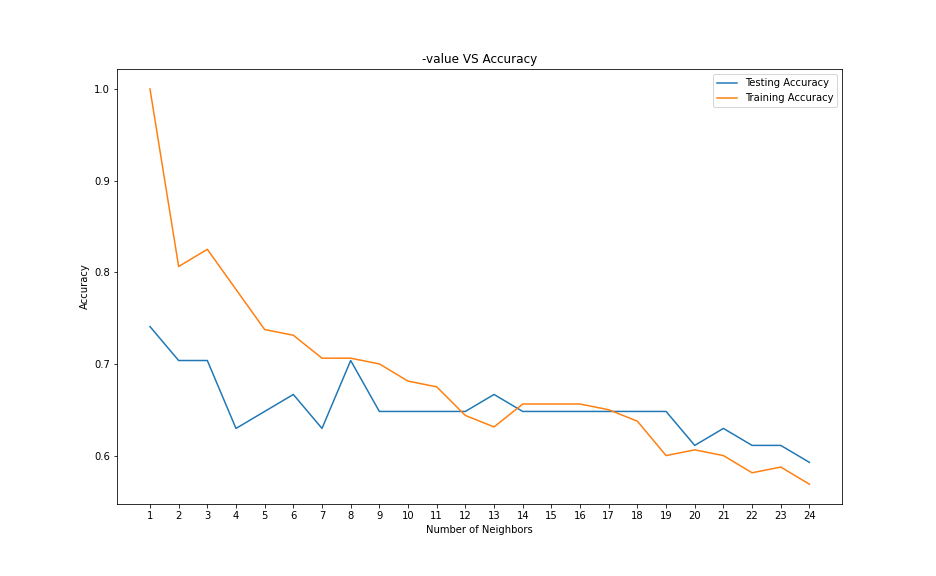 -value VS Accuracy
Testing Accuracy
Training Accuracy
1.0
0.9
0.8
0.7
0.6
Accuracy
1 2 3 4 5 6 7 8 9 10 11 12 13 14 15 16 17 18 19 20 21 22 23 24
Number of Neighbors